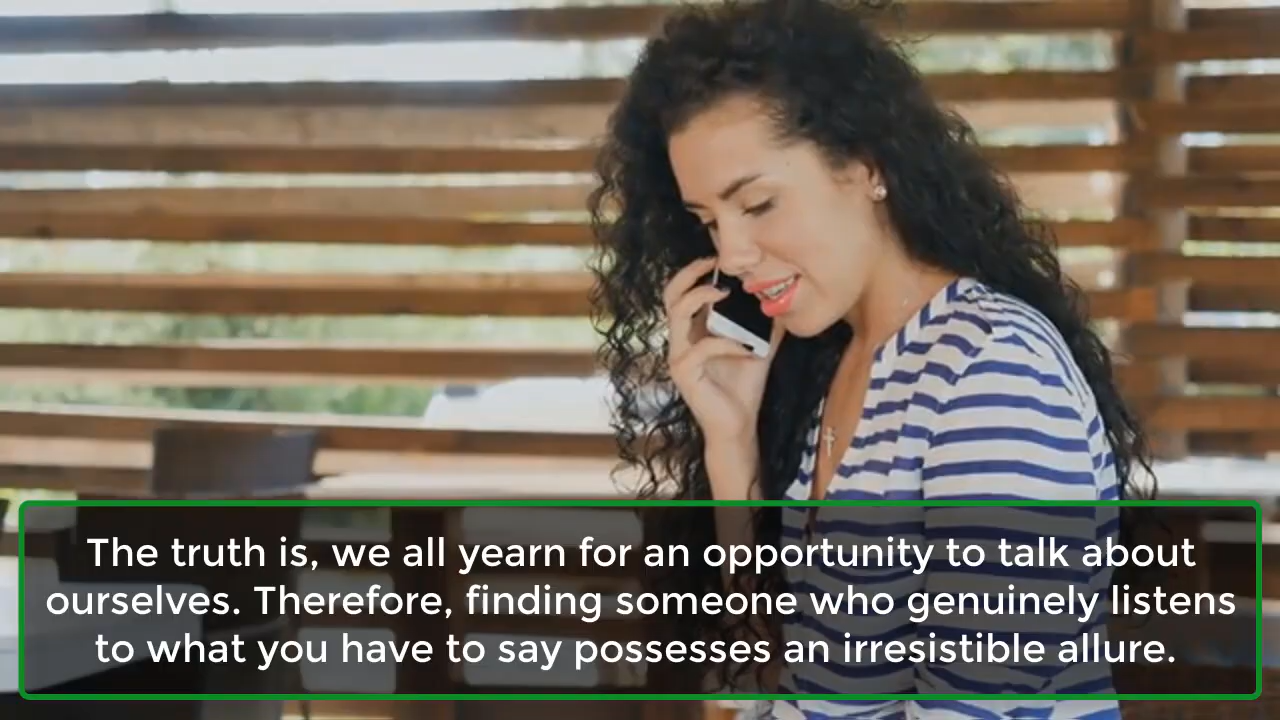 The truth is, we all yearn for an opportunity to talk about
ourselves. Therefore, finding someone who genuinely listens
to what you have to say possesses an irresistible allure.